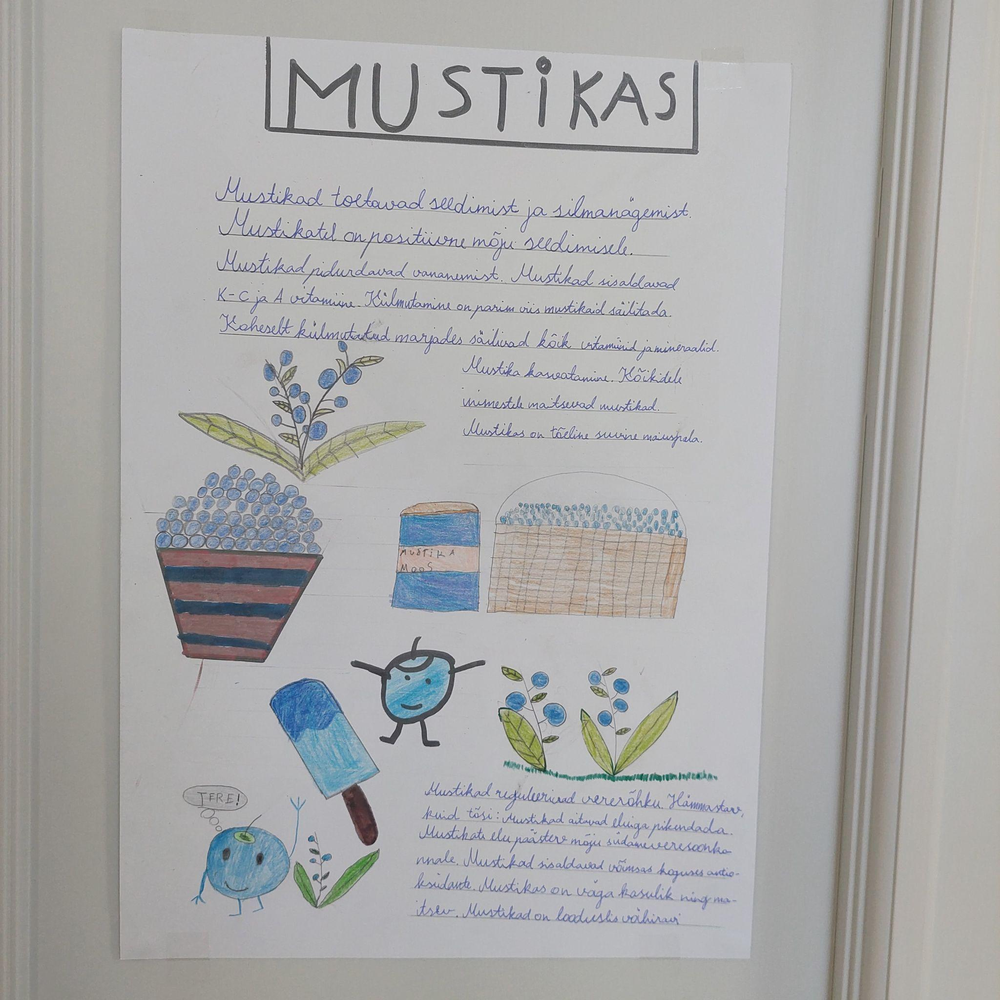 MUSTiKAS
Mustikad toetavad seedimist ja silmanägemist.
Mustikatel on positiivne mõju seedimisele.
Mustikad pidurdavad vananemist. Mustikad sisaldavad
K-C ja A vitamiine. Külmutamine on parim viis mustikaid säilitada.
Koheselt külmutatud marjades säilivad kõik vitamiinid ja mineraalid.
Mustika kasvatamine. Kõikidele
inimestele maitsevad mustikad.
Mustikas on tõeline suvine maiuspala.
MUSTiKA
MOOS
Mustikad reguleerivad vererõhku. Hämmastav,
kuid tõsi: Mustikad aitavad eluiga pikendada.
Mustikate elu päästev mõju südameveresoonko-
nnale. Mustikad sisaldavad võimsas koguses antio-
ksüdante. Mustikas on väga kasulik ning ma-
itsev. Mustikad on looduslis vähiravi
TERE!